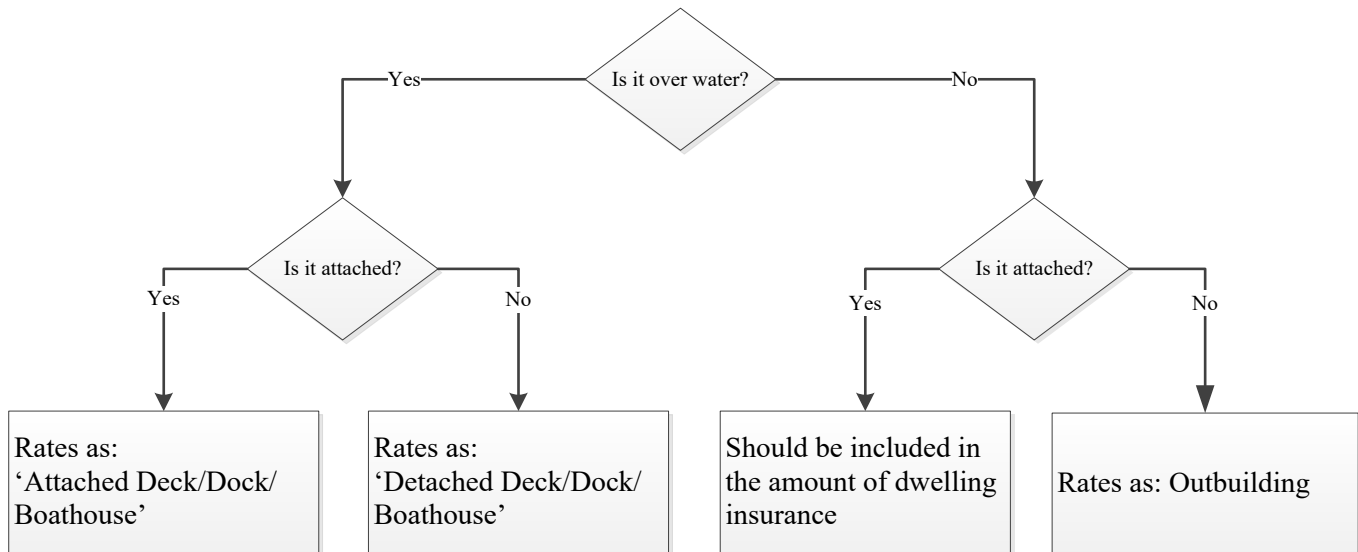 Is it over water?
Yes
No
Is it attached?
Is it attached?
Yes
No
Yes
No
Rates as:
‘Attached Deck/Dock/
Boathouse’
Rates as:
‘Detached Deck/Dock/
Boathouse’
Should be included in
the amount of dwelling
insurance
Rates as: Outbuilding